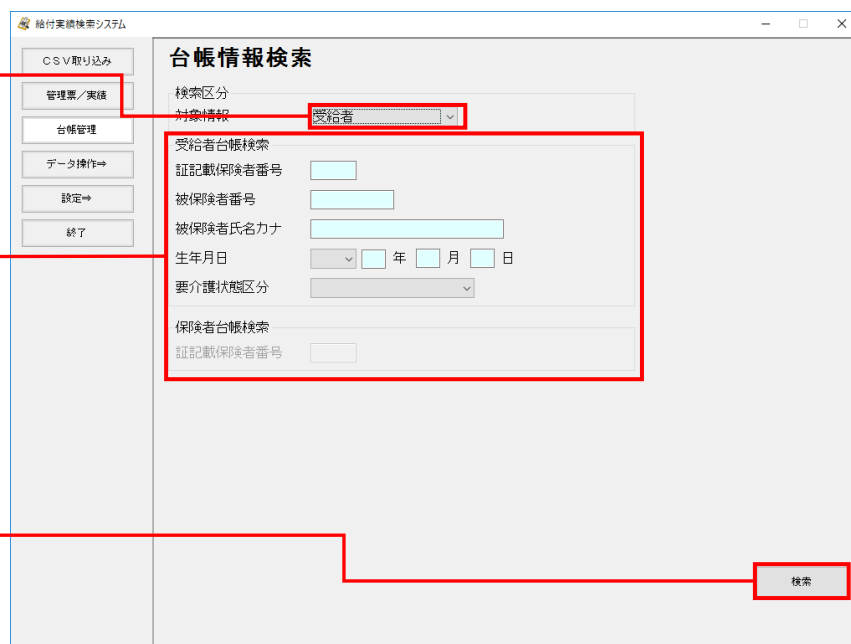 給付実績検索システム
CSV取り込み
管理票／実績
台帳管理
データ操作⇒
設定⇒
終了
台帳情報検索
検索区分
対象情報 受給者
受給者台帳検索
証記載保険者番号
被保険者番号
被保険者氏名カナ
生年月日 年 月 日
要介護状態区分
保険者台帳検索
証記載保険者番号
検索